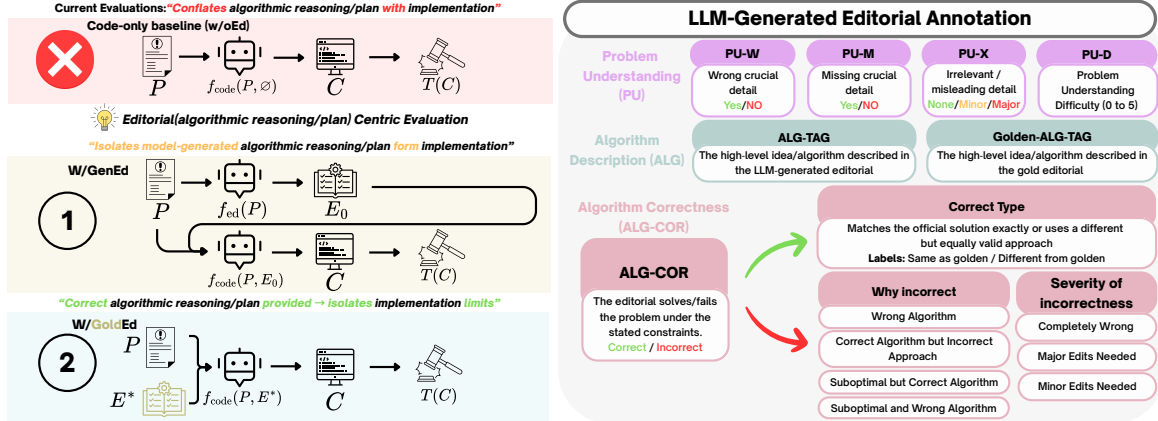 Current Evaluations:“Conflates algorithmic reasoning/plan with implementation”
Code-only baseline (w/oEd)
P
f_code(P, ∅)
C
T(C)
Editorial(algorithmic reasoning/plan) Centric Evaluation
“Isolates model-generated algorithmic reasoning/plan form implementation”
W/GenEd
1
P
f_ed(P)
E_0
f_code(P, E_0)
C
T(C)
“Correct algorithmic reasoning/plan provided → isolates implementation limits”
W/GoldEd
2
P
E*
f_code(P, E*)
C
T(C)
LLM-Generated Editorial Annotation
Problem
Understanding
(PU)
PU-W
Wrong crucial
detail
Yes/NO
PU-M
Missing crucial
detail
Yes/NO
PU-X
Irrelevant /
misleading detail
None/Minor/Major
PU-D
Problem
Understanding
Difficulty (0 to 5)
Algorithm
Description (ALG)
ALG-TAG
The high-level idea/algorithm described in
the LLM-generated editorial
Golden-ALG-TAG
The high-level idea/algorithm described in
the gold editorial
Algorithm Correctness
(ALG-COR)
ALG-COR
The editorial solves/fails
the problem under the
stated constraints.
Correct / Incorrect
Correct Type
Matches the official solution exactly or uses a different
but equally valid approach
Labels: Same as golden / Different from golden
Why incorrect
Wrong Algorithm
Correct Algorithm but Incorrect
Approach
Suboptimal but Correct Algorithm
Suboptimal and Wrong Algorithm
Severity of
incorrectness
Completely Wrong
Major Edits Needed
Minor Edits Needed